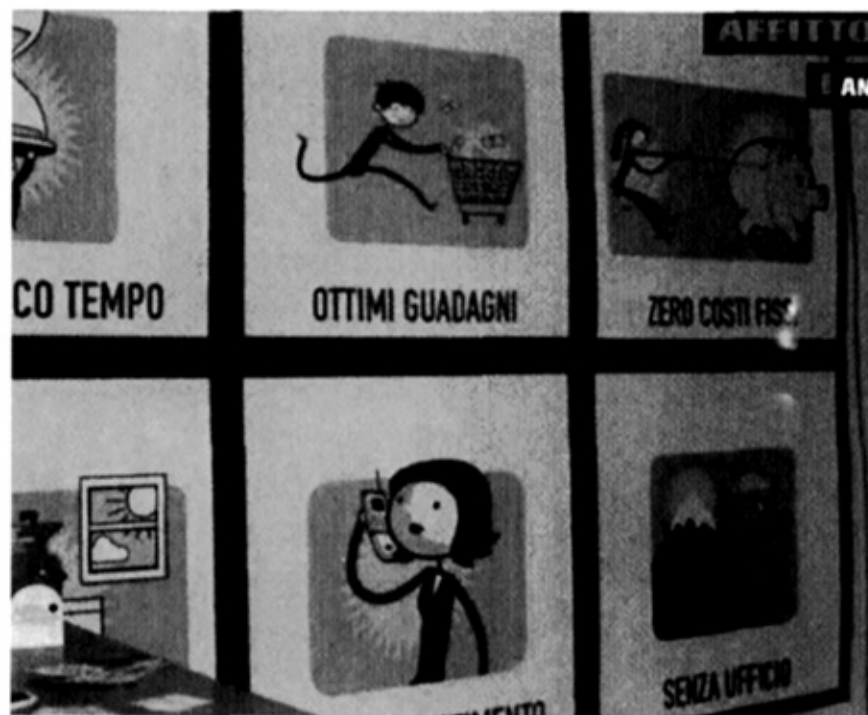 AFFITTO
AN
CO TEMPO
OTTIMI GUADAGNI
ZERO COSTI FISSI
SENZA UFFICIO